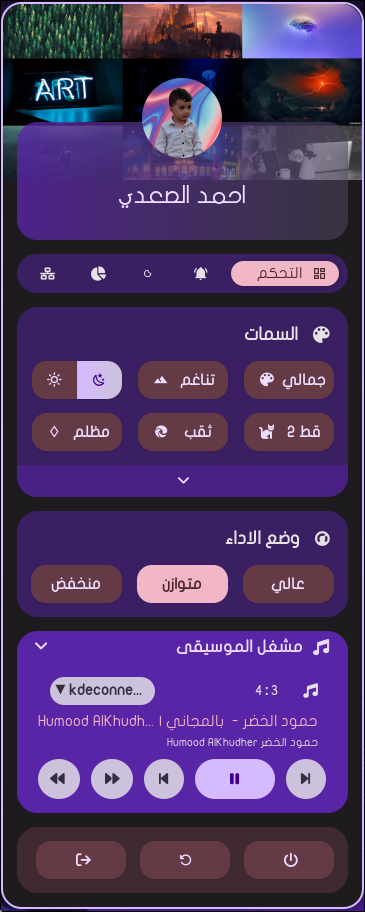 ART
احمد الصعدي
التحكم
السمات
جمالي
تناغم
قط 2
ثقب
مظلم
وضع الاداء
عالي
متوازن
منخفض
مشغل الموسيقى
4:3
kdeconne...
حمود الخضر - بالمجاني | Humood AlKhudh...
حمود الخضر Humood AlKhudher